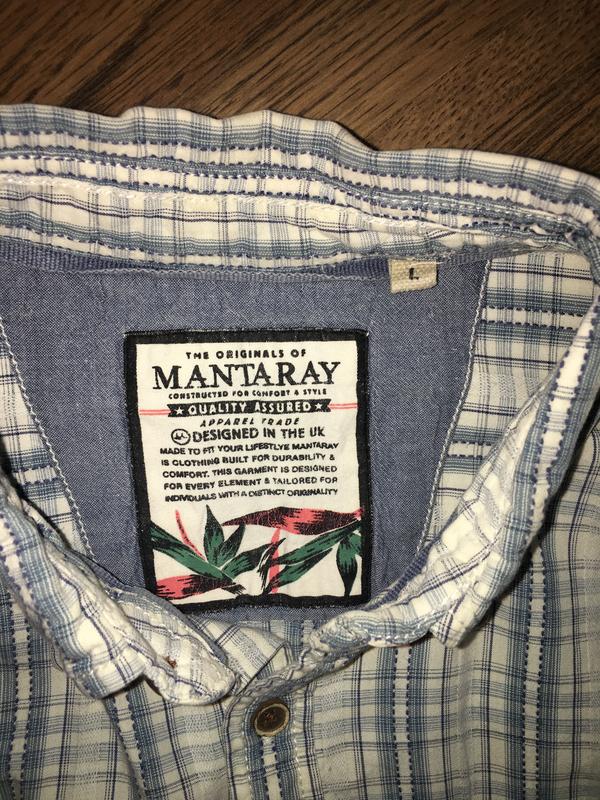 L
THE ORIGINALS OF
MANTARAY
CONSTRUCTED FOR COMFORT & STYLE
★ QUALITY ASSURED ★
APPAREL TRADE
DESIGNED IN THE UK
MADE TO FIT YOUR LIFESTLYE MANTARAY
IS CLOTHING BUILT FOR DURABILITY &
COMFORT. THIS GARMENT IS DESIGNED
FOR EVERY ELEMENT & TAILORED FOR
INDIVIDUALS WITH A DISTINCT ORIGINALITY